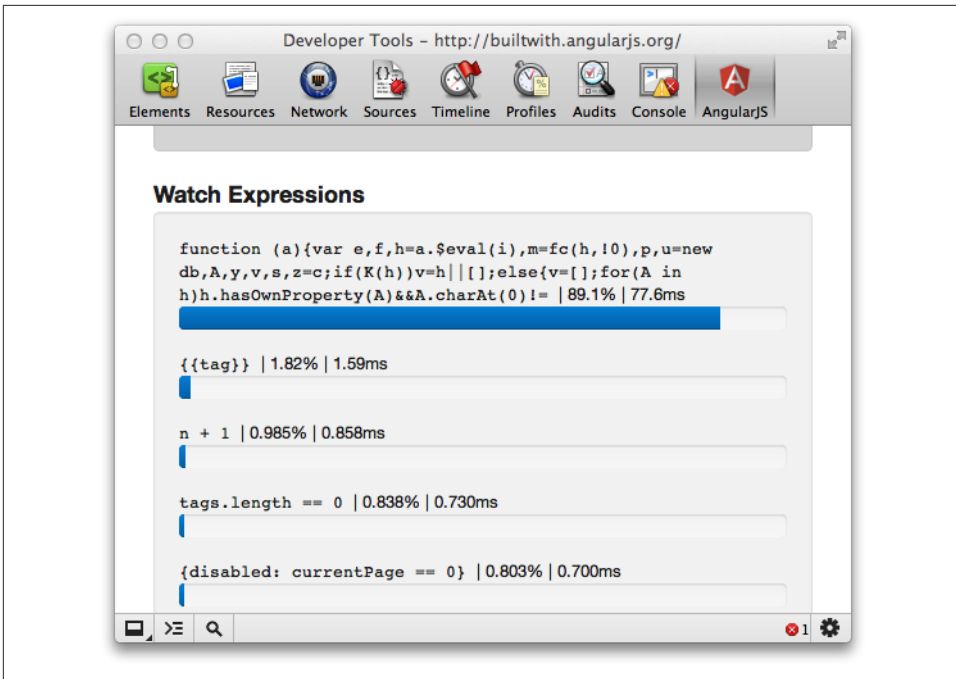 Developer Tools – http://builtwith.angularjs.org/
Elements Resources Network Sources Timeline Profiles Audits Console AngularJS
Watch Expressions
function (a){var e,f,h=a.$eval(i),m=fc(h,!0),p,u=new
db,A,y,v,s,z=c;if(K(h))v=h||[];else{v=[];for(A in
h)h.hasOwnProperty(A)&&A.charAt(0)!= | 89.1% | 77.6ms
{{tag}} | 1.82% | 1.59ms
n + 1 | 0.985% | 0.858ms
tags.length == 0 | 0.838% | 0.730ms
{disabled: currentPage == 0} | 0.803% | 0.700ms
1